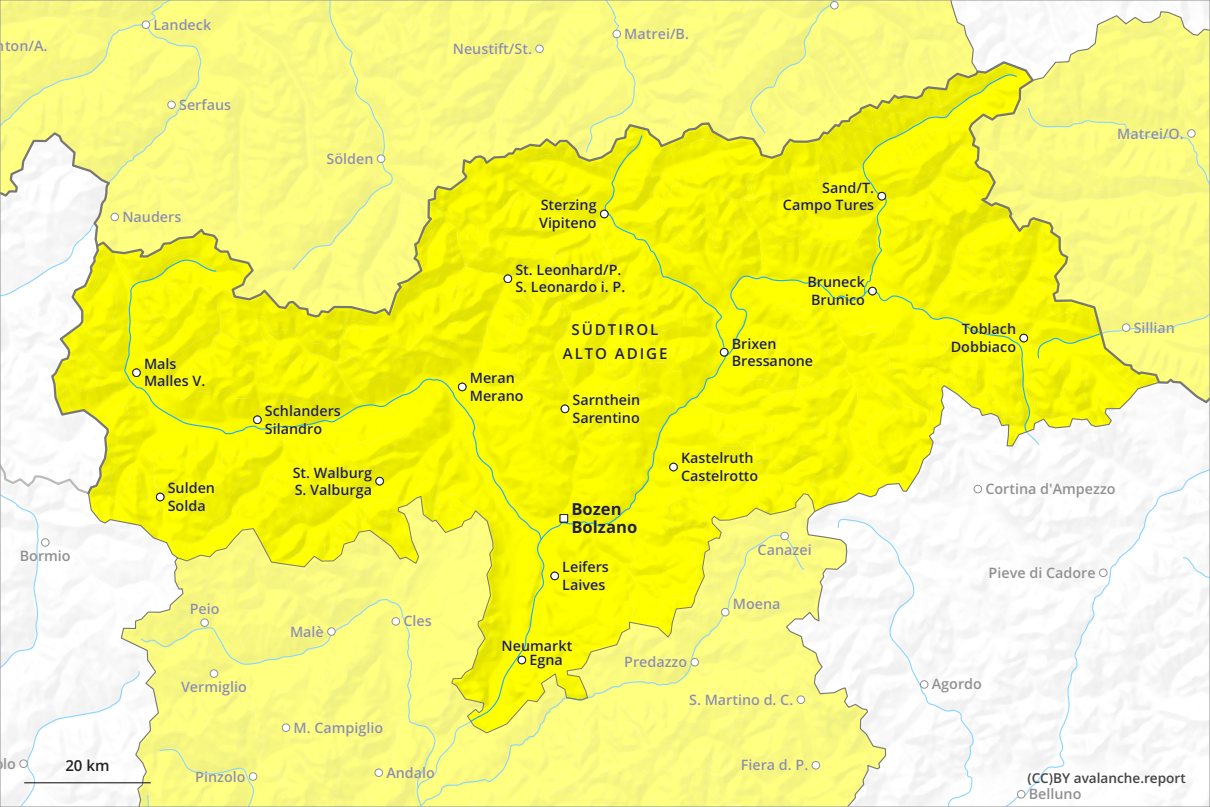 Landeck
Matrei/B.
nton/A.
Neustift/St.
Serfaus
Matrei/O.
Sölden
Sand/T.
Campo Tures
Sterzing
Vipiteno
Nauders
St. Leonhard/P.
S. Leonardo i. P.
Bruneck
Brunico
SÜDTIROL
ALTO ADIGE
Toblach
Dobbiaco
Sillian
Brixen
Bressanone
Mals
Malles V.
Meran
Merano
Sarnthein
Sarentino
Schlanders
Silandro
Kastelruth
Castelrotto
St. Walburg
S. Valburga
Sulden
Solda
Cortina d'Ampezzo
Bozen
Bolzano
Bormio
Canazei
Leifers
Laives
Pieve di Cadore
Peio
Moena
Cles
Malè
Neumarkt
Egna
Predazzo
Vermiglio
Agordo
S. Martino d. C.
M. Campiglio
olo
20 km
Pinzolo
Andalo
Fiera d. P.
(CC)BY avalanche.report
Belluno